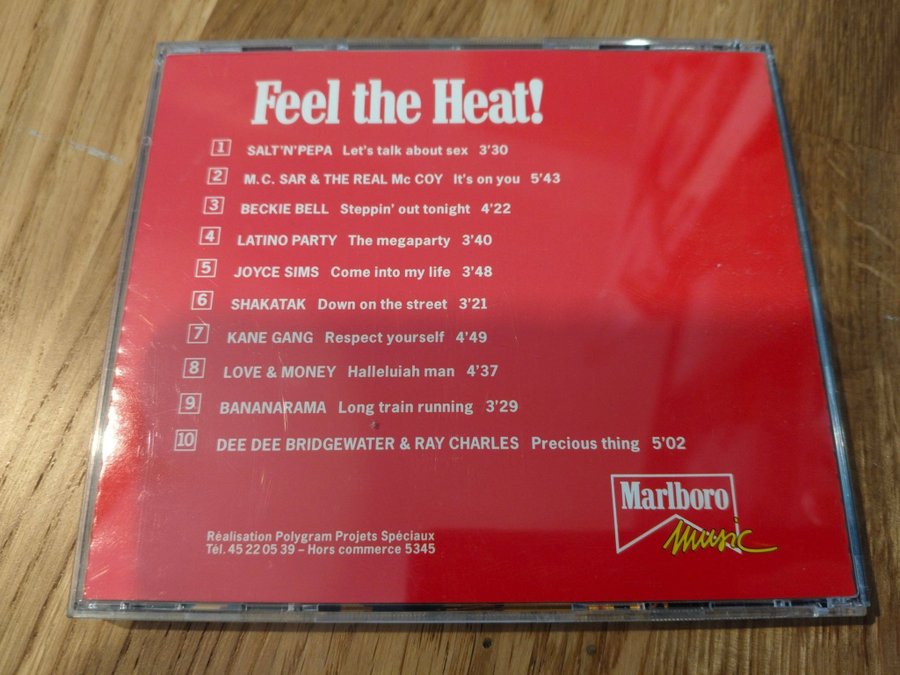 Feel the Heat!
1 SALT'N'PEPA Let's talk about sex 3'30
2 M.C. SAR & THE REAL Mc COY It's on you 5'43
3 BECKIE BELL Steppin' out tonight 4'22
4 LATINO PARTY The megaparty 3'40
5 JOYCE SIMS Come into my life 3'48
6 SHAKATAK Down on the street 3'21
7 KANE GANG Respect yourself 4'49
8 LOVE & MONEY Halleluiah man 4'37
9 BANANARAMA Long train running 3'29
10 DEE DEE BRIDGEWATER & RAY CHARLES Precious thing 5'02
Marlboro
music
Réalisation Polygram Projets Spéciaux
Tél. 45 22 05 39 – Hors commerce 5345